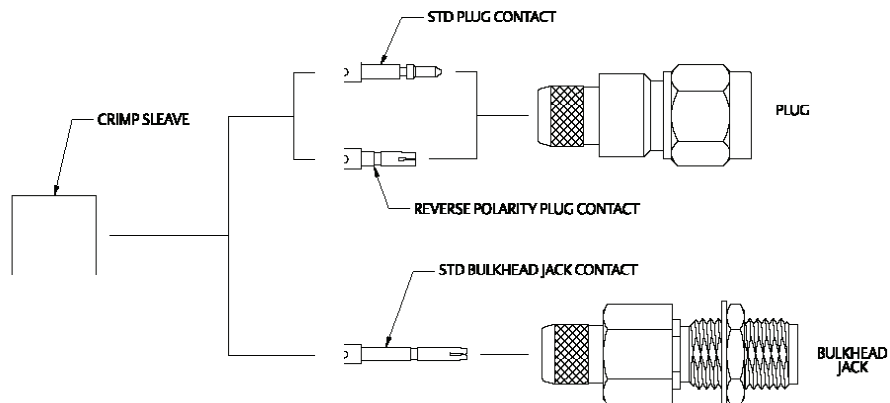 STD PLUG CONTACT
PLUG
CRIMP SLEAVE
REVERSE POLARITY PLUG CONTACT
STD BULKHEAD JACK CONTACT
BULKHEAD
JACK